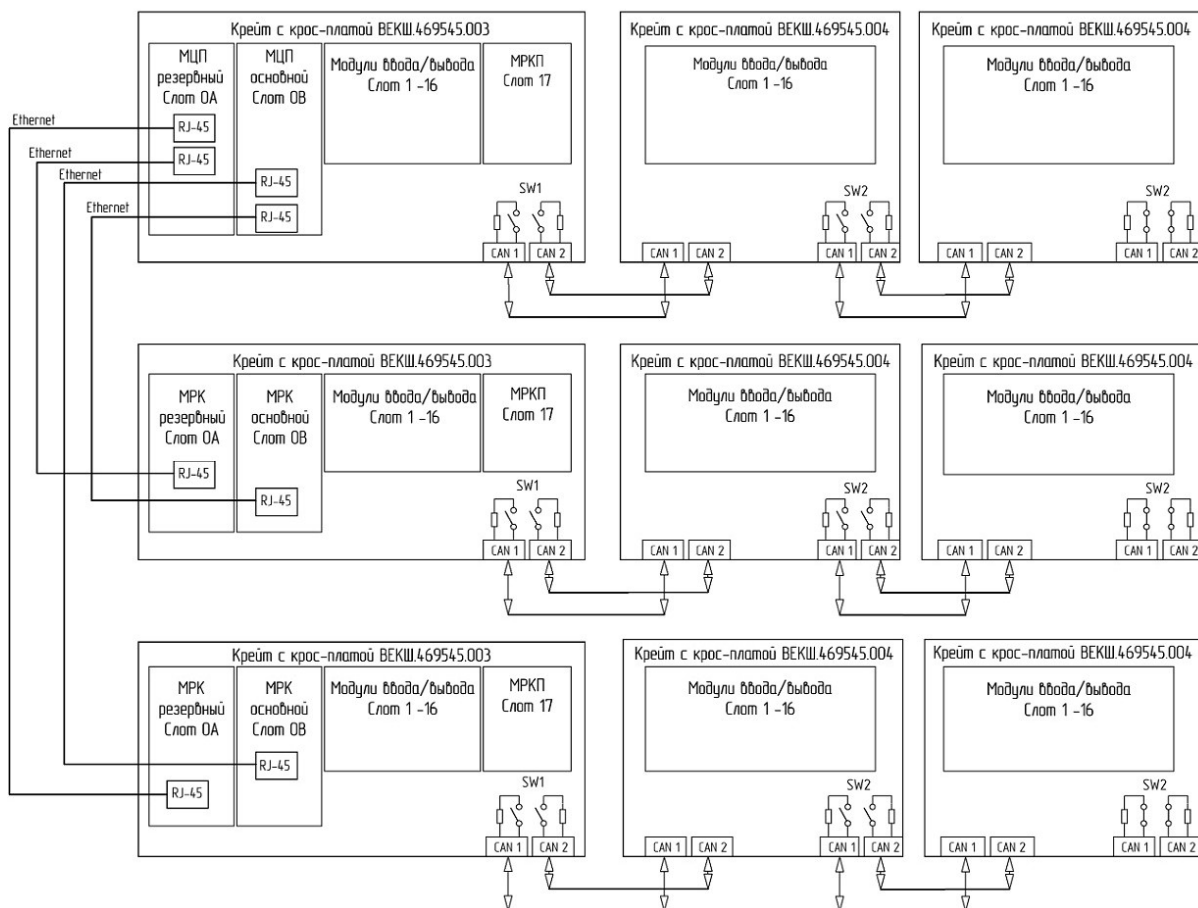 Крейт с крос-платой ВЕКШ.469545.003
МЦП
резервный
Слот 0А
RJ-45
RJ-45
МЦП
основной
Слот 0В
RJ-45
RJ-45
Модули ввода/вывода
Слот 1 -16
МРКП
Слот 17
SW1
CAN 1
CAN 2
Ethernet
Ethernet
Ethernet
Ethernet
Крейт с крос-платой ВЕКШ.469545.004
Модули ввода/вывода
Слот 1 -16
SW2
CAN 1
CAN 2
CAN 1
CAN 2
Крейт с крос-платой ВЕКШ.469545.004
Модули ввода/вывода
Слот 1 -16
SW2
CAN 1
CAN 2
CAN 1
CAN 2
Крейт с крос-платой ВЕКШ.469545.003
МРК
резервный
Слот 0А
RJ-45
МРК
основной
Слот 0В
RJ-45
Модули ввода/вывода
Слот 1 -16
МРКП
Слот 17
SW1
CAN 1
CAN 2
Крейт с крос-платой ВЕКШ.469545.004
Модули ввода/вывода
Слот 1 -16
SW2
CAN 1
CAN 2
CAN 1
CAN 2
Крейт с крос-платой ВЕКШ.469545.004
Модули ввода/вывода
Слот 1 -16
SW2
CAN 1
CAN 2
CAN 1
CAN 2
Крейт с крос-платой ВЕКШ.469545.003
МРК
резервный
Слот 0А
RJ-45
МРК
основной
Слот 0В
RJ-45
Модули ввода/вывода
Слот 1 -16
МРКП
Слот 17
SW1
CAN 1
CAN 2
Крейт с крос-платой ВЕКШ.469545.004
Модули ввода/вывода
Слот 1 -16
SW2
CAN 1
CAN 2
CAN 1
CAN 2
Крейт с крос-платой ВЕКШ.469545.004
Модули ввода/вывода
Слот 1 -16
SW2
CAN 1
CAN 2
CAN 1
CAN 2